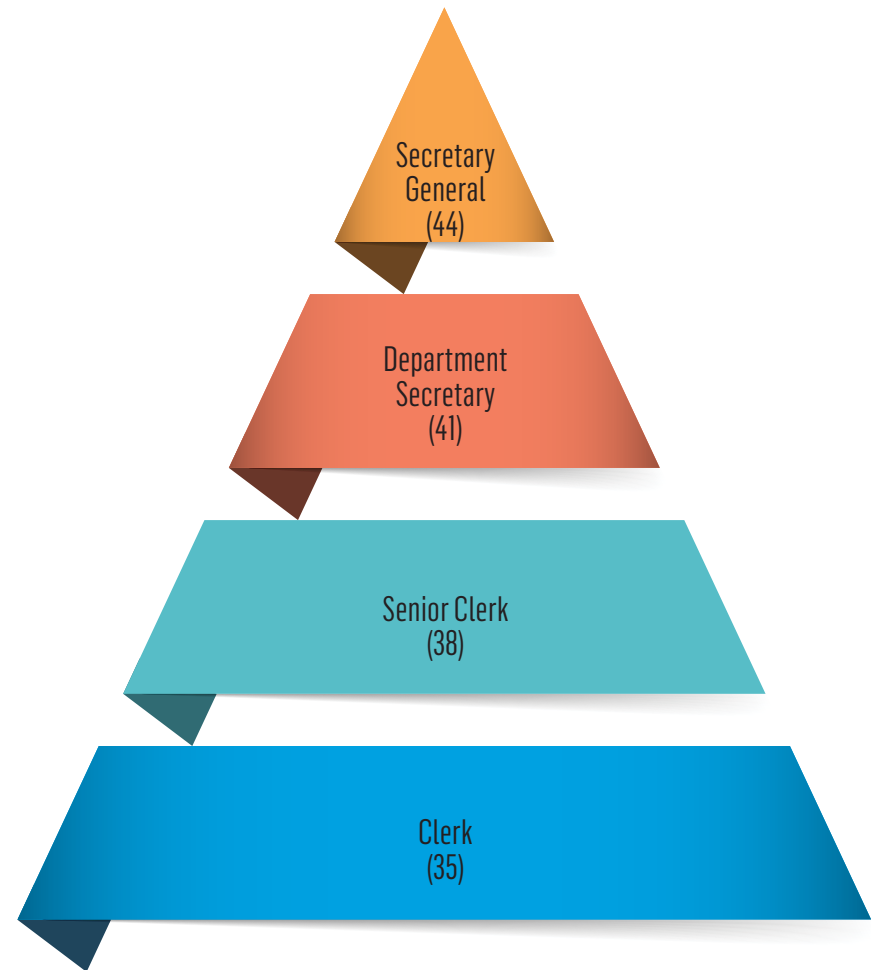 Secretary
General
(44)
Department
Secretary
(41)
Senior Clerk
(38)
Clerk
(35)